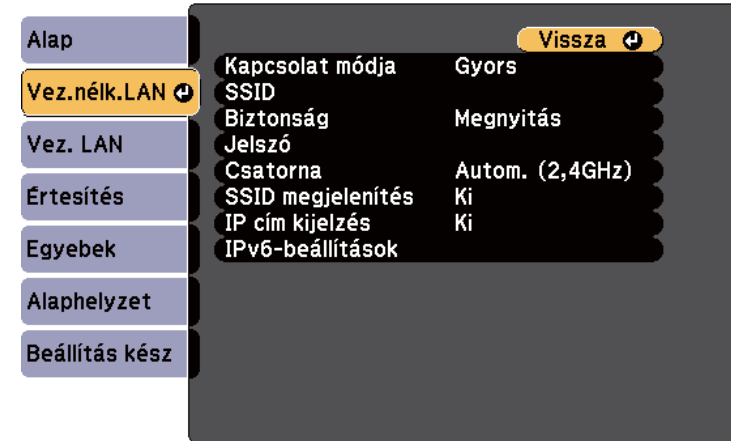 Alap
Vez.nélk.LAN
Vez. LAN
Értesítés
Egyebek
Alaphelyzet
Beállítás kész
Vissza
Kapcsolat módja Gyors
SSID
Biztonság Megnyitás
Jelszó
Csatorna Autom. (2,4GHz)
SSID megjelenítés Ki
IP cím kijelzés Ki
IPv6-beállítások